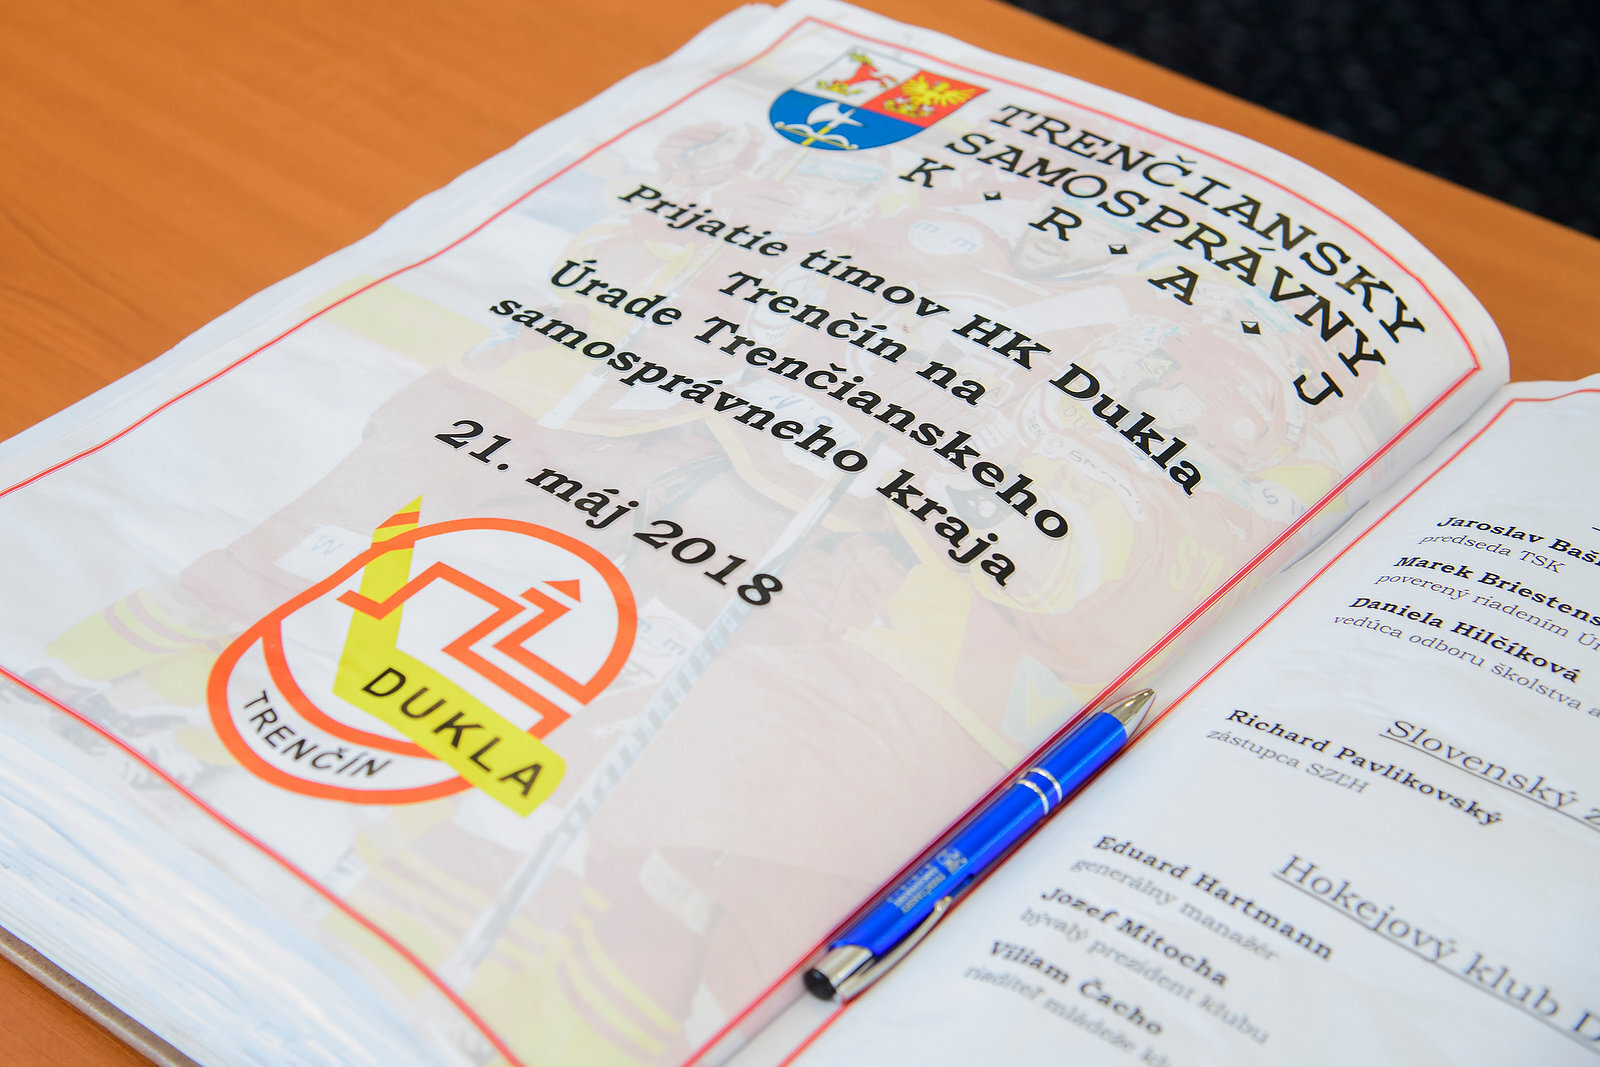 TRENČIANSKY
SAMOSPRÁVNY
K R A J
Prijatie tímov HK Dukla
Trenčín na
Úrade Trenčianskeho
samosprávneho kraja
21. máj 2018
DUKLA
TRENČÍN
Jaroslav
predseda TSK
Marek
poverený riadením
Daniela Hilčíková
vedúca odboru školstva a
Slovenský
Richard Pavlikovský
zástupca SZĽH
Hokejový klub
Eduard Hartmann
generálny manažér
Jozef Mitocha
bývalý prezident klubu
Viliam Čacho
riaditeľ mládeže